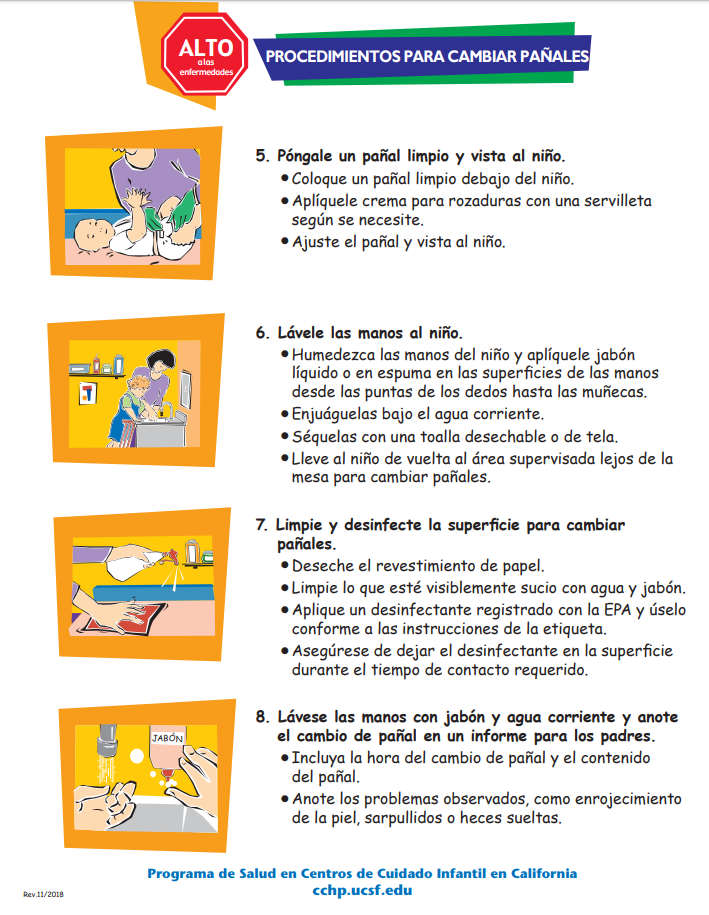 ALTO
a las
enfermedades
PROCEDIMIENTOS PARA CAMBIAR PAÑALES
5. Póngale un pañal limpio y vista al niño.
● Coloque un pañal limpio debajo del niño.
● Aplíquele crema para rozaduras con una servilleta
según se necesite.
● Ajuste el pañal y vista al niño.
6. Lávele las manos al niño.
● Humedezca las manos del niño y aplíquele jabón
líquido o en espuma en las superficies de las manos
desde las puntas de los dedos hasta las muñecas.
● Enjuáguelas bajo el agua corriente.
● Séquelas con una toalla desechable o de tela.
● Lleve al niño de vuelta al área supervisada lejos de la
mesa para cambiar pañales.
7. Limpie y desinfecte la superficie para cambiar
pañales.
● Deseche el revestimiento de papel.
● Limpie lo que esté visiblemente sucio con agua y jabón.
● Aplique un desinfectante registrado con la EPA y úselo
conforme a las instrucciones de la etiqueta.
● Asegúrese de dejar el desinfectante en la superficie
durante el tiempo de contacto requerido.
JABÓN
8. Lávese las manos con jabón y agua corriente y anote
el cambio de pañal en un informe para los padres.
● Incluya la hora del cambio de pañal y el contenido
del pañal.
● Anote los problemas observados, como enrojecimiento
de la piel, sarpullidos o heces sueltas.
Programa de Salud en Centros de Cuidado Infantil en California
cchp.ucsf.edu
Rev.11/2018